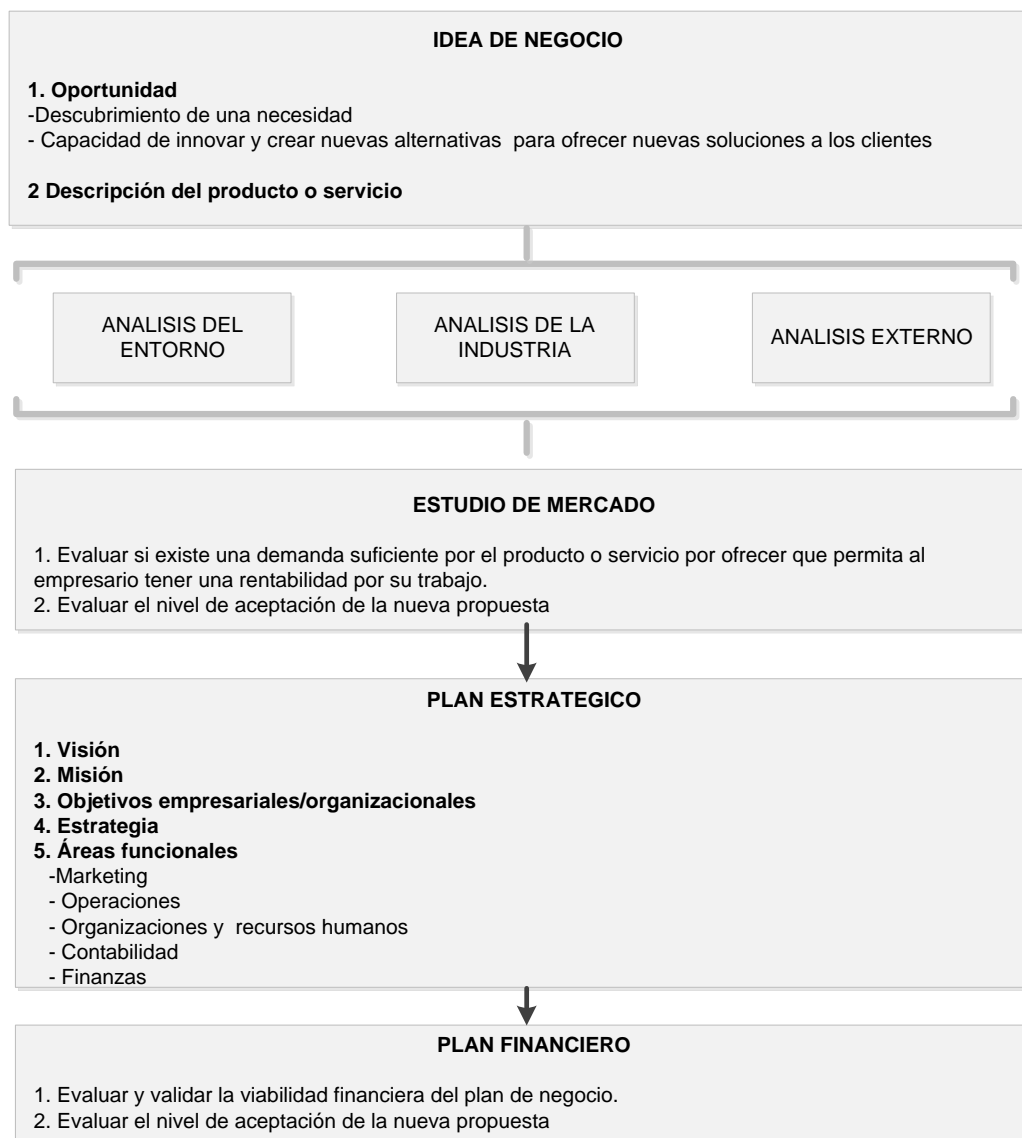 IDEA DE NEGOCIO
1. Oportunidad
-Descubrimiento de una necesidad
- Capacidad de innovar y crear nuevas alternativas  para ofrecer nuevas soluciones a los clientes
2 Descripción del producto o servicio
ANALISIS DEL
ENTORNO
ANALISIS DE LA
INDUSTRIA
ANALISIS EXTERNO
ESTUDIO DE MERCADO
1. Evaluar si existe una demanda suficiente por el producto o servicio por ofrecer que permita al
empresario tener una rentabilidad por su trabajo.
2. Evaluar el nivel de aceptación de la nueva propuesta
PLAN ESTRATEGICO
1. Visión
2. Misión
3. Objetivos empresariales/organizacionales
4. Estrategia
5. Áreas funcionales
-Marketing
- Operaciones
- Organizaciones y  recursos humanos
- Contabilidad
- Finanzas
PLAN FINANCIERO
1. Evaluar y validar la viabilidad financiera del plan de negocio.
2. Evaluar el nivel de aceptación de la nueva propuesta